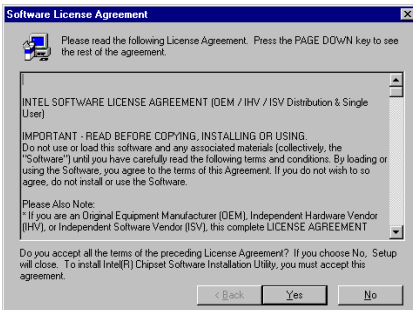 Software License Agreement
Please read the following License Agreement. Press the PAGE DOWN key to see
the rest of the agreement.
INTEL SOFTWARE LICENSE AGREEMENT (OEM / IHV / ISV Distribution & Single
User)
IMPORTANT - READ BEFORE COPYING, INSTALLING OR USING.
Do not use or load this software and any associated materials (collectively, the
"Software") until you have carefully read the following terms and conditions. By loading or
using the Software, you agree to the terms of this Agreement. If you do not wish to so
agree, do not install or use the Software.
Please Also Note:
* If you are an Original Equipment Manufacturer (OEM), Independent Hardware Vendor
(IHV), or Independent Software Vendor (ISV), this complete LICENSE AGREEMENT
Do you accept all the terms of the preceding License Agreement? If you choose No, Setup
will close. To install Intel(R) Chipset Software Installation Utility, you must accept this
agreement.
< Back Yes No